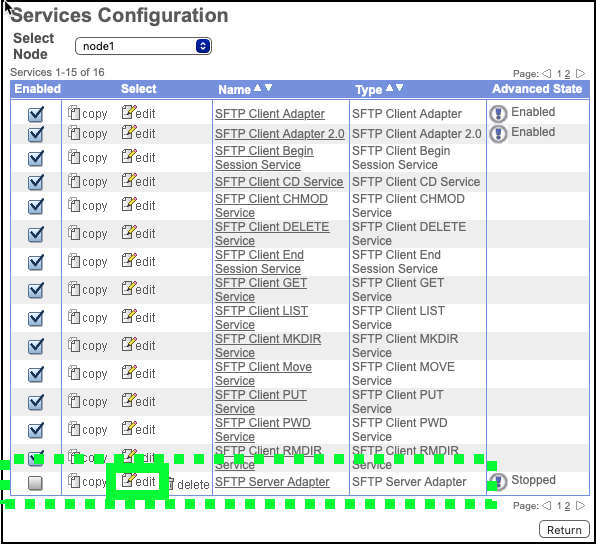 Services Configuration
Select
Node
node1
Services 1-15 of 16
Page: 1 2
Enabled Select Name Type Advanced State
copy edit SFTP Client Adapter SFTP Client Adapter Enabled
copy edit SFTP Client Adapter 2.0 SFTP Client Adapter 2.0 Enabled
copy edit SFTP Client Begin SFTP Client Begin
Session Service Session Service
copy edit SFTP Client CD Service SFTP Client CD Service
copy edit SFTP Client CHMOD SFTP Client CHMOD
Service Service
copy edit SFTP Client DELETE SFTP Client DELETE
Service Service
copy edit SFTP Client End SFTP Client End
Session Service Session Service
copy edit SFTP Client GET SFTP Client GET
Service Service
copy edit SFTP Client LIST SFTP Client LIST
Service Service
copy edit SFTP Client MKDIR SFTP Client MKDIR
Service Service
copy edit SFTP Client Move SFTP Client MOVE
Service Service
copy edit SFTP Client PUT SFTP Client PUT
Service Service
copy edit SFTP Client PWD SFTP Client PWD
Service Service
copy edit SFTP Client RMDIR SFTP Client RMDIR
Service Service
copy edit delete SFTP Server Adapter SFTP Server Adapter Stopped
Page: 1 2
Return